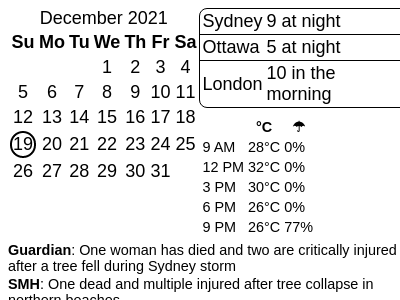 December 2021
Su Mo Tu We Th Fr Sa
1 2 3 4
5 6 7 8 9 10 11
12 13 14 15 16 17 18
19 20 21 22 23 24 25
26 27 28 29 30 31
Sydney 9 at night
Ottawa 5 at night
London 10 in the
morning
°C ☂
9 AM 28°C 0%
12 PM 32°C 0%
3 PM 30°C 0%
6 PM 26°C 0%
9 PM 26°C 77%
Guardian: One woman has died and two are critically injured
after a tree fell during Sydney storm
SMH: One dead and multiple injured after tree collapse in
northern beaches